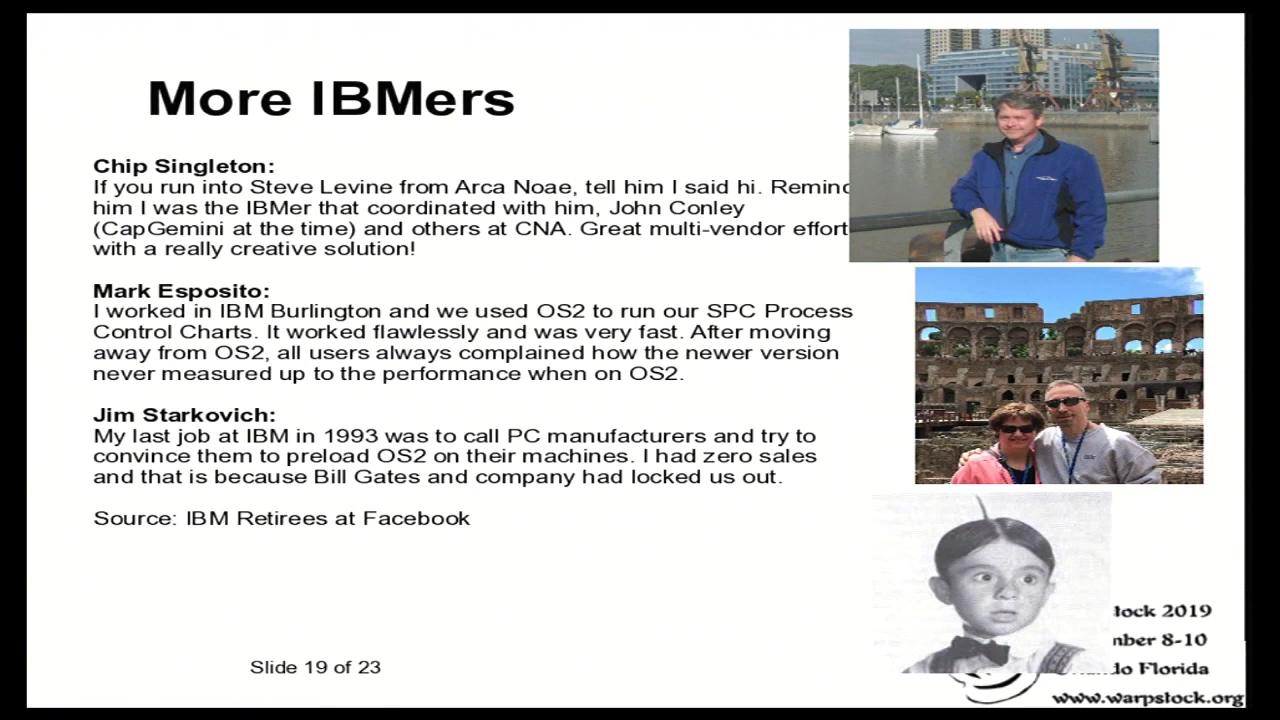 More IBMers
Chip Singleton:
If you run into Steve Levine from Arca Noae, tell him I said hi. Remind
him I was the IBMer that coordinated with him, John Conley
(CapGemini at the time) and others at CNA. Great multi-vendor effort
with a really creative solution!
Mark Esposito:
I worked in IBM Burlington and we used OS2 to run our SPC Process
Control Charts. It worked flawlessly and was very fast. After moving
away from OS2, all users always complained how the newer version
never measured up to the performance when on OS2.
Jim Starkovich:
My last job at IBM in 1993 was to call PC manufacturers and try to
convince them to preload OS2 on their machines. I had zero sales
and that is because Bill Gates and company had locked us out.
Source: IBM Retirees at Facebook
Slide 19 of 23
tock 2019
mber 8-10
do Florida
www.warpstock.org